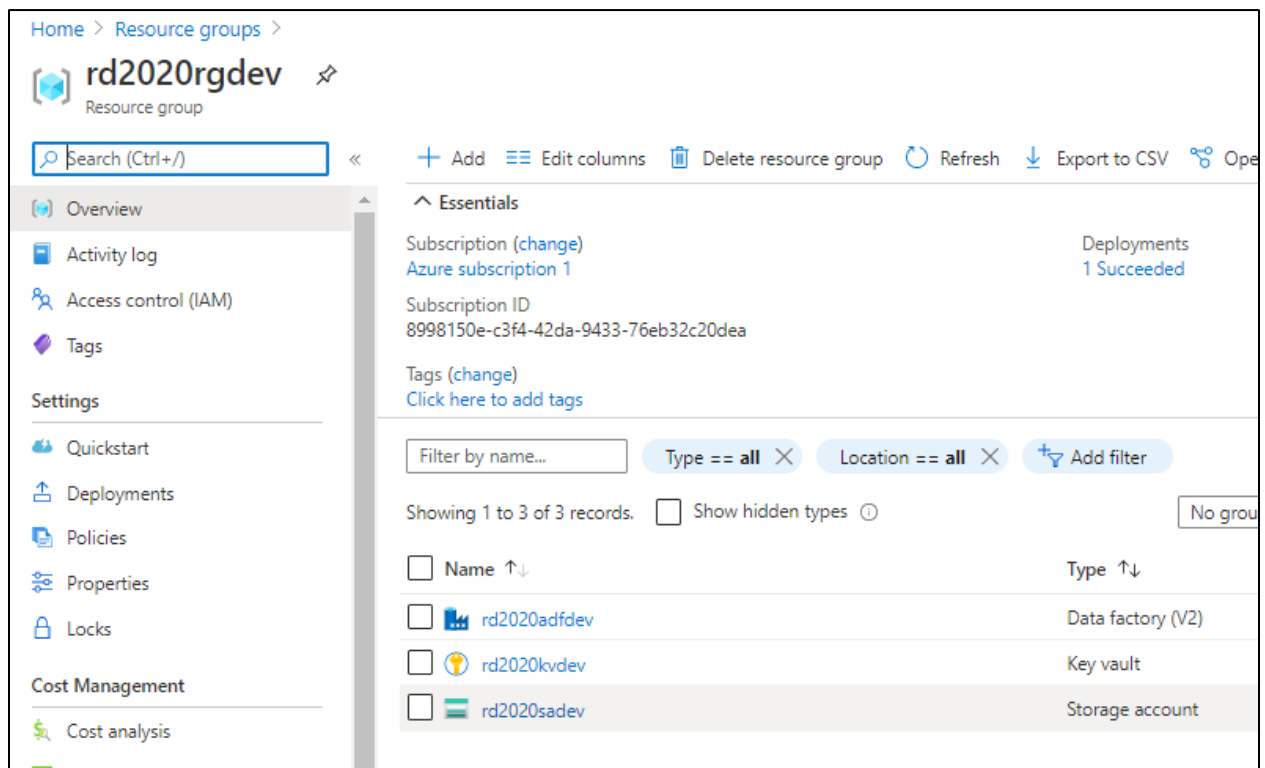 Home > Resource groups >
rd2020rgdev
Resource group
Search (Ctrl+/)
«
Overview
Activity log
Access control (IAM)
Tags
Settings
Quickstart
Deployments
Policies
Properties
Locks
Cost Management
Cost analysis
Add Edit columns Delete resource group Refresh Export to CSV Ope
Essentials
Subscription (change)
Azure subscription 1
Subscription ID
8998150e-c3f4-42da-9433-76eb32c20dea
Tags (change)
Click here to add tags
Deployments
1 Succeeded
Filter by name... Type == all Location == all Add filter
Showing 1 to 3 of 3 records. Show hidden types No grou
Name ↑↓ Type ↑↓
rd2020adfdev Data factory (V2)
rd2020kvdev Key vault
rd2020sadev Storage account